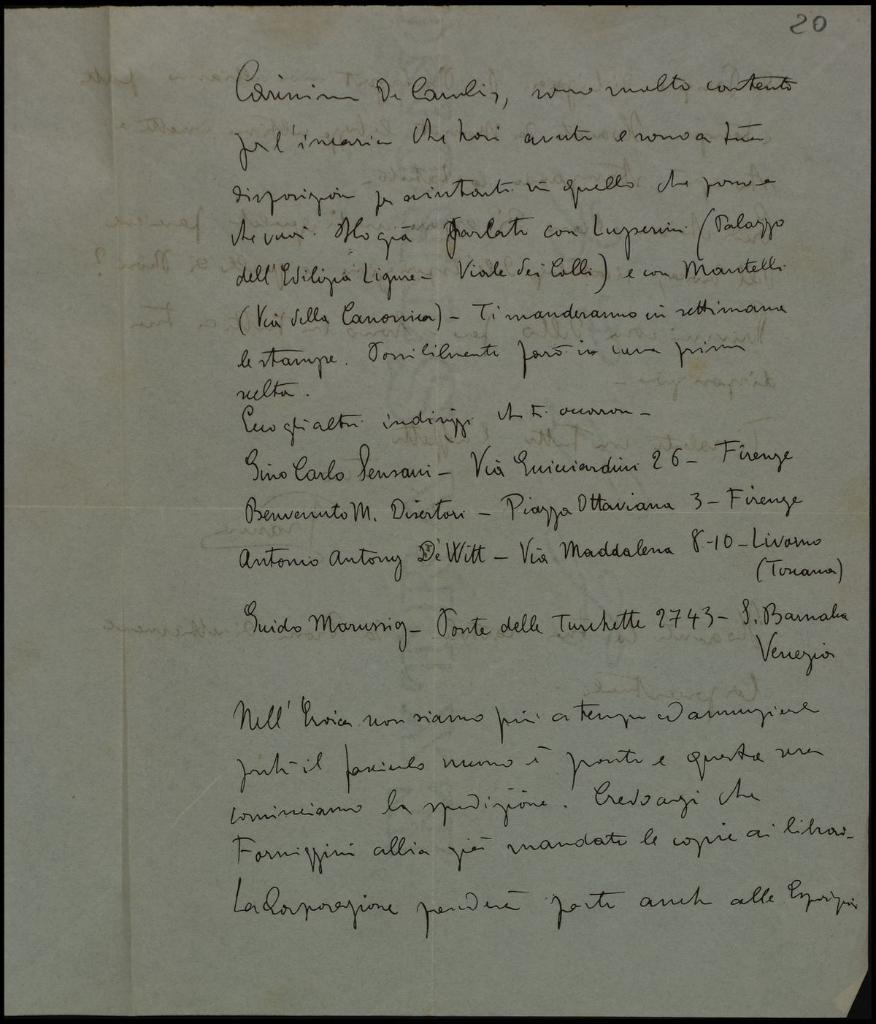 20
Carissimo De Carolis, sono molto contento
per l'incarico che hai avuto e sono a tua
disposizione per aiutarti in quello che posso e
che vuoi. Ho già parlato con Luperini (Palazzo
dell'Edilizia Ligure - Viale dei Colli) e con Mantelli
(Via della Canonica) - Ti manderanno in settimana
le stampe. Possibilmente farò io una prima
scelta.
Ecco gli altri indirizzi che ti occorron -
Gino Carlo Sensani - Via Guicciardini 26 - Firenze
Benvenuto M. Disertori - Piazza Ottaviana 3 - Firenze
Antonio Antony De Witt - Via Maddalena 8-10 - Livorno
(Toscana)
Guido Marussig - Ponte delle Turchette 2743 - S. Barnaba
Venezia
Nell'Eroica non siamo più a tempo ad annunziare
il fascicolo nuovo è pronto e questa sera
cominciamo la spedizione. Credo anzi che
Formiggini abbia già mandato le copie ai librai -
La Corporazione prenderà parte anche alle